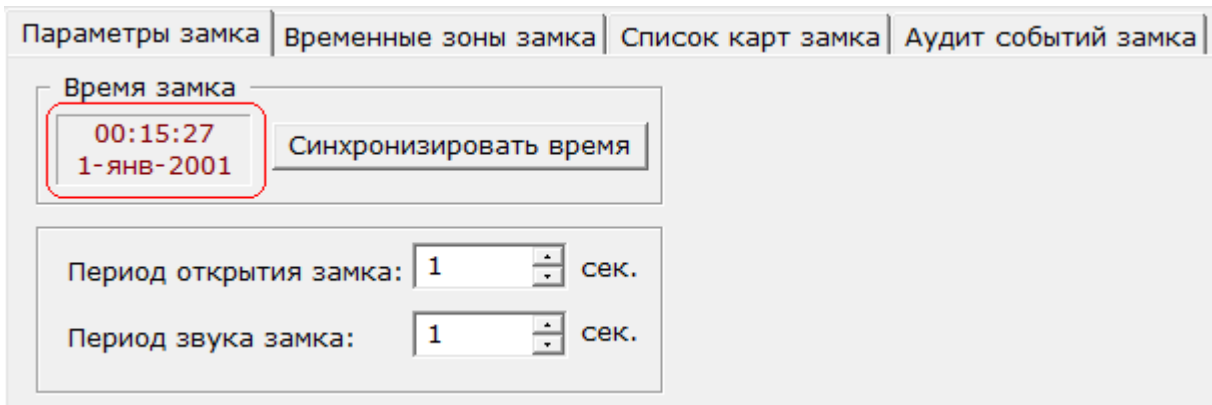 Параметры замка Временные зоны замка Список карт замка Аудит событий замка
Время замка
00:15:27
1-янв-2001
Синхронизировать время
Период открытия замка: 1 сек.
Период звука замка: 1 сек.